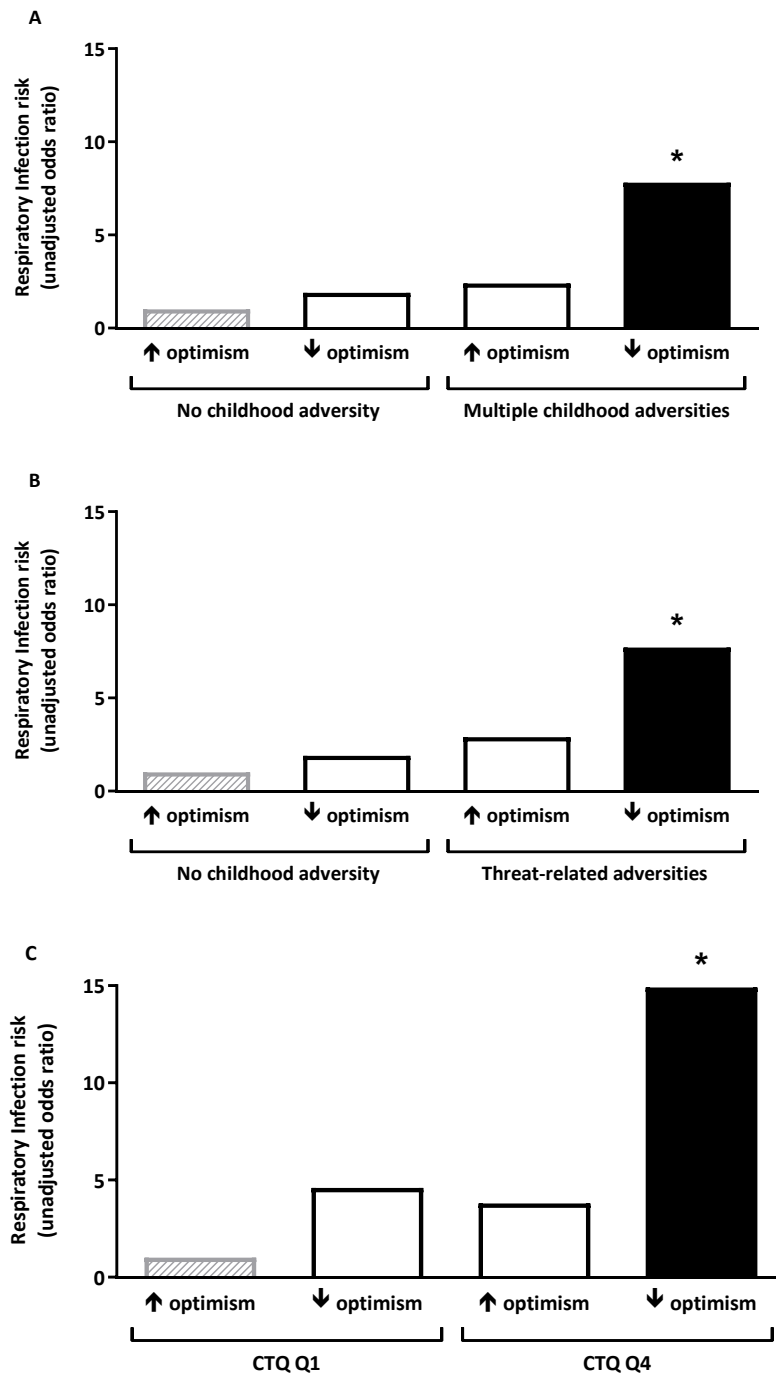 A
Respiratory Infection risk
(unadjusted odds ratio)
15
10
5
0
*
↑ optimism ↓ optimism ↑ optimism ↓ optimism
No childhood adversity Multiple childhood adversities
B
Respiratory Infection risk
(unadjusted odds ratio)
15
10
5
0
*
↑ optimism ↓ optimism ↑ optimism ↓ optimism
No childhood adversity Threat-related adversities
C
Respiratory Infection risk
(unadjusted odds ratio)
15
10
5
0
*
↑ optimism ↓ optimism ↑ optimism ↓ optimism
CTQ Q1 CTQ Q4